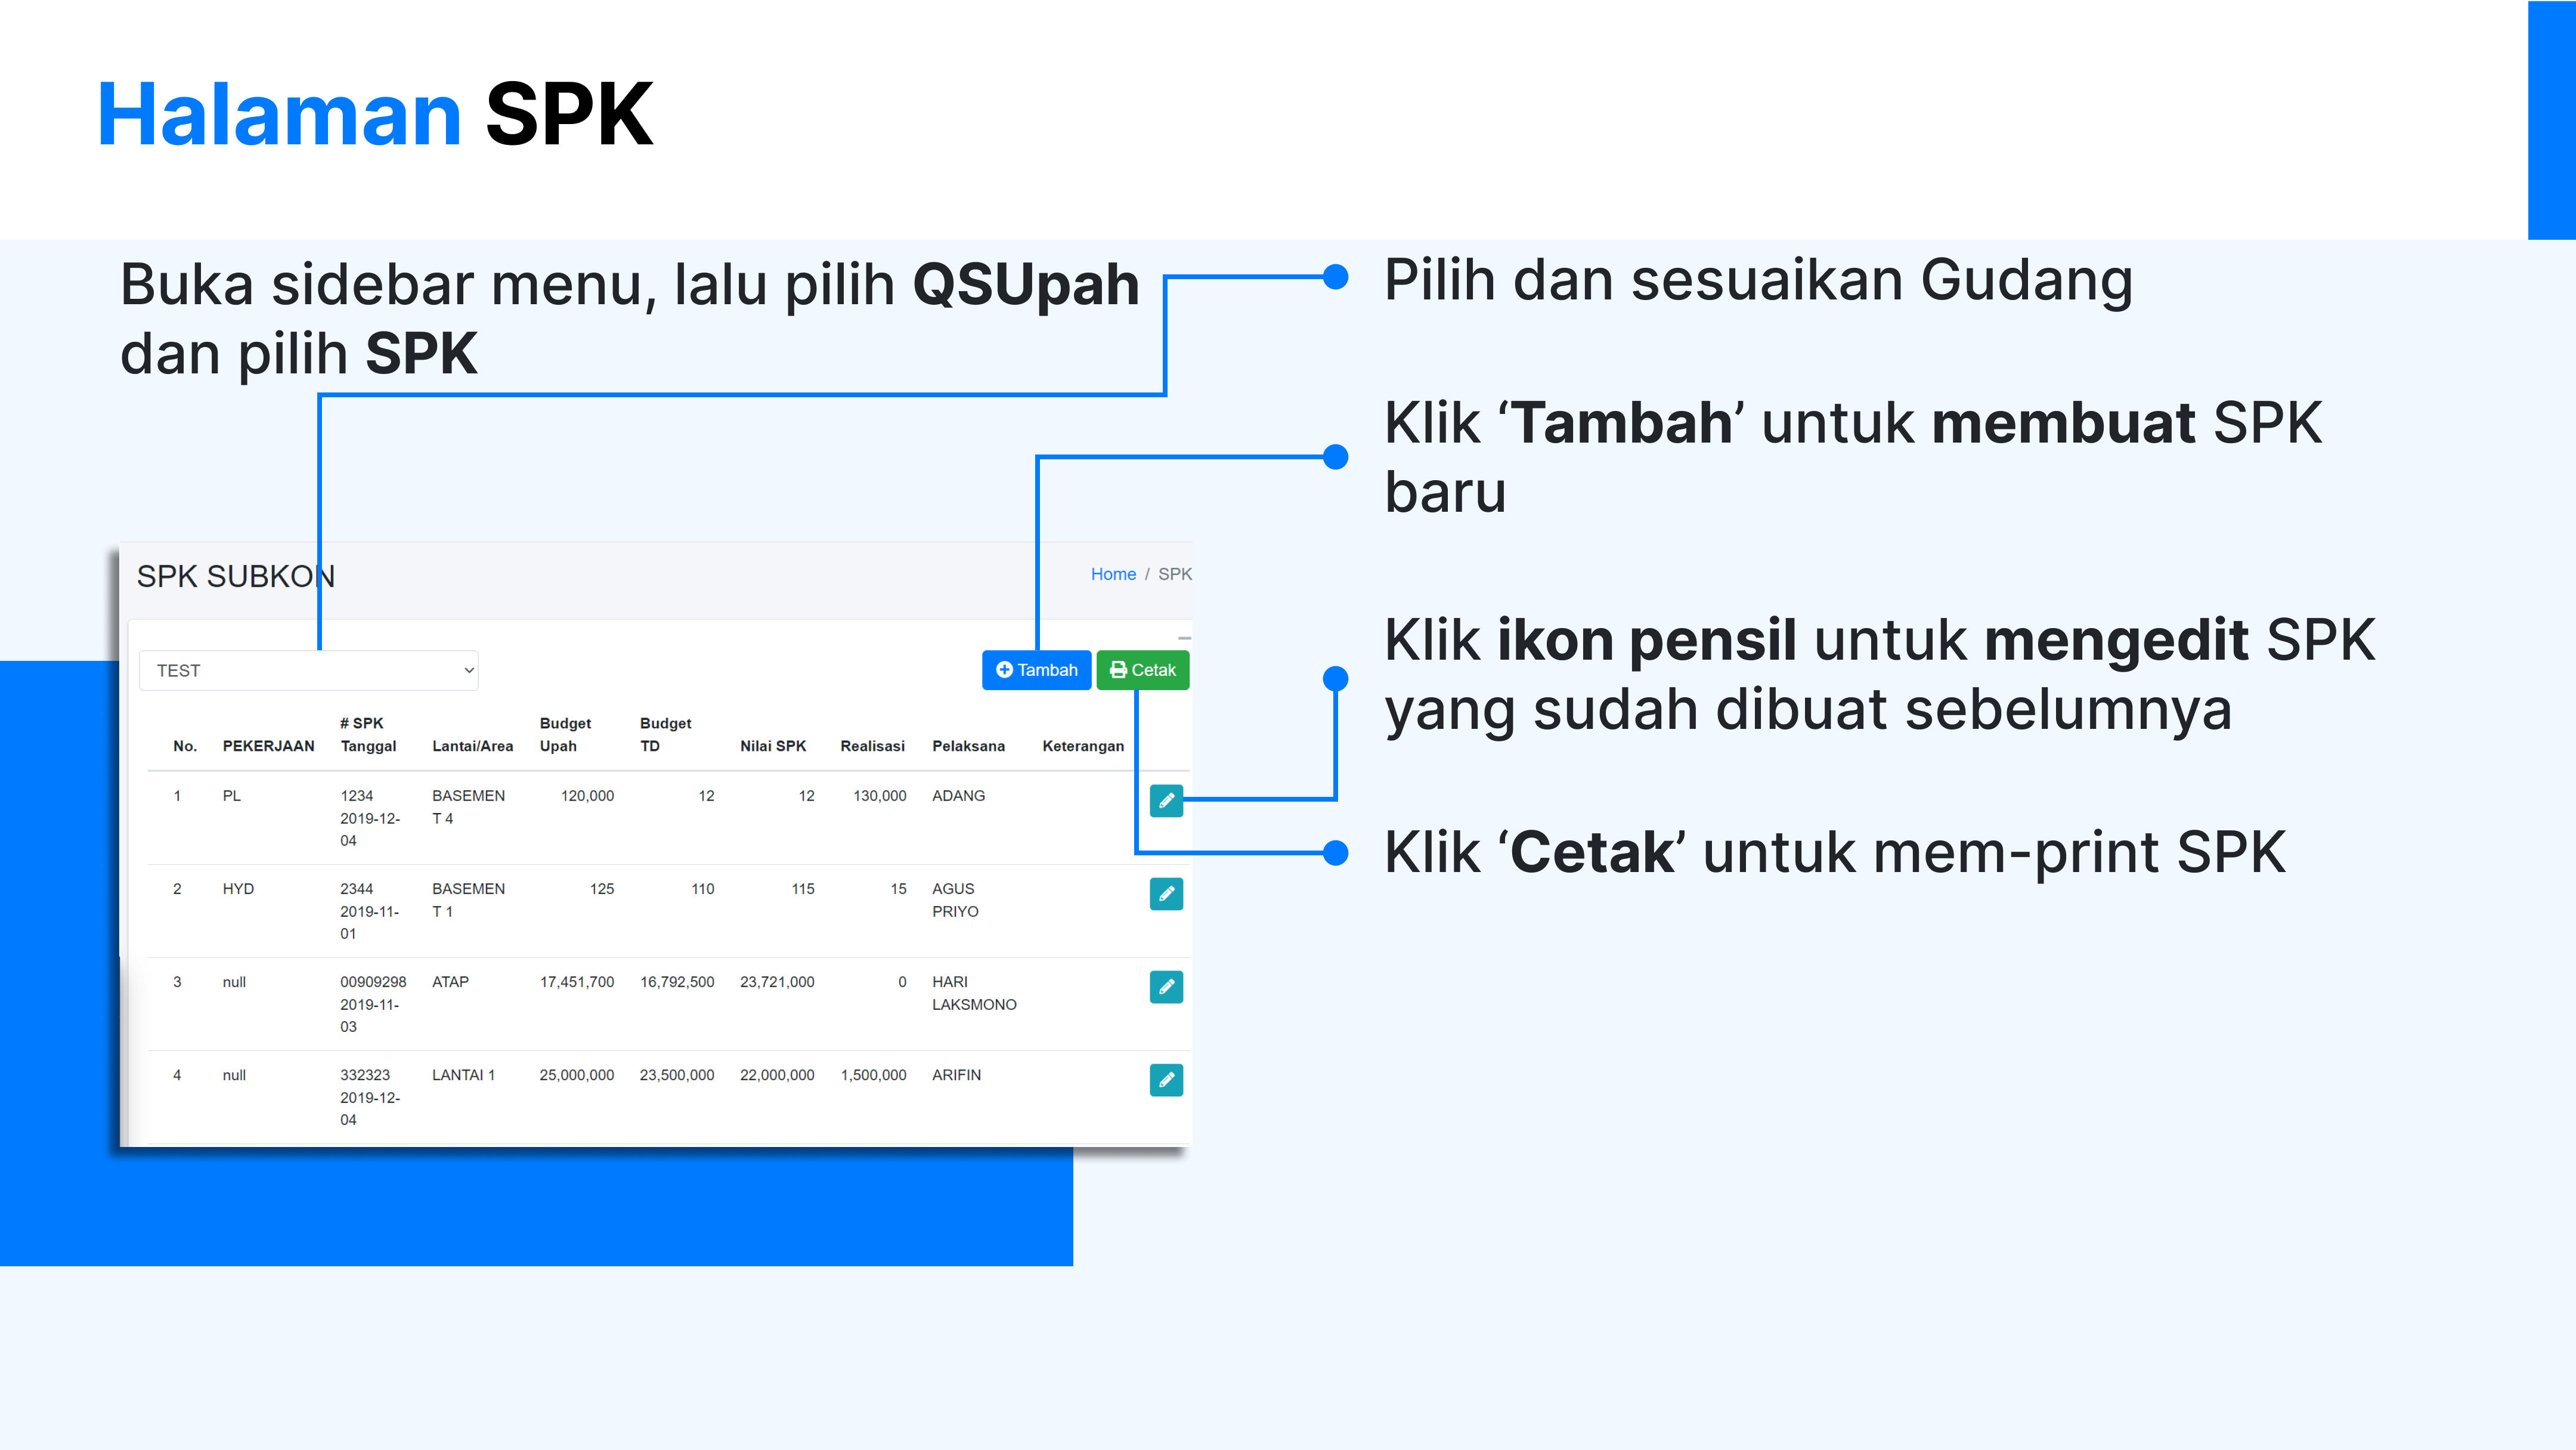 Halaman SPK
Buka sidebar menu, lalu pilih QSUpah
dan pilih SPK
Pilih dan sesuaikan Gudang
Klik ‘Tambah’ untuk membuat SPK
baru
Klik ikon pensil untuk mengedit SPK
yang sudah dibuat sebelumnya
Klik ‘Cetak’ untuk mem-print SPK
SPK SUBKON
Home / SPK
TEST
Tambah Cetak
# SPK Budget Budget
No. PEKERJAAN Tanggal Lantai/Area Upah TD Nilai SPK Realisasi Pelaksana Keterangan
1 PL 1234 BASEMEN 120,000 12 12 130,000 ADANG
2019-12- T 4
04
2 HYD 2344 BASEMEN 125 110 115 15 AGUS
2019-11- T 1 PRIYO
01
3 null 00909298 ATAP 17,451,700 16,792,500 23,721,000 0 HARI
2019-11- LAKSMONO
03
4 null 332323 LANTAI 1 25,000,000 23,500,000 22,000,000 1,500,000 ARIFIN
2019-12-
04